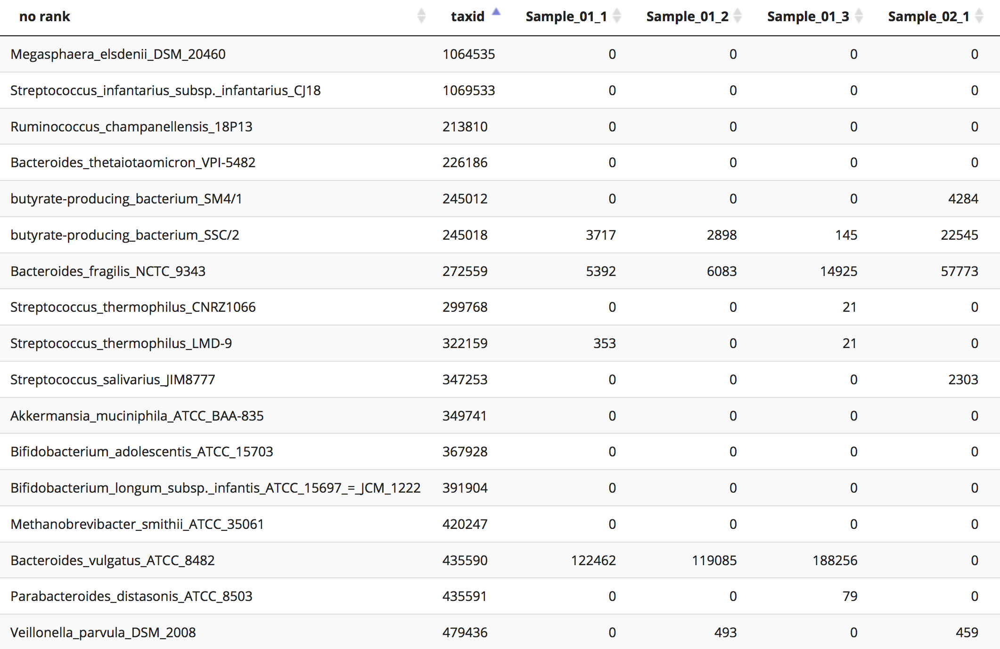 no rank taxid Sample_01_1 Sample_01_2 Sample_01_3 Sample_02_1
Megasphaera_elsdenii_DSM_20460 1064535 0 0 0 0
Streptococcus_infantarius_subsp._infantarius_CJ18 1069533 0 0 0 0
Ruminococcus_champanellensis_18P13 213810 0 0 0 0
Bacteroides_thetaiotaomicron_VPI-5482 226186 0 0 0 0
butyrate-producing_bacterium_SM4/1 245012 0 0 0 4284
butyrate-producing_bacterium_SSC/2 245018 3717 2898 145 22545
Bacteroides_fragilis_NCTC_9343 272559 5392 6083 14925 57773
Streptococcus_thermophilus_CNRZ1066 299768 0 0 21 0
Streptococcus_thermophilus_LMD-9 322159 353 0 21 0
Streptococcus_salivarius_JIM8777 347253 0 0 0 2303
Akkermansia_muciniphila_ATCC_BAA-835 349741 0 0 0 0
Bifidobacterium_adolescentis_ATCC_15703 367928 0 0 0 0
Bifidobacterium_longum_subsp._infantis_ATCC_15697_=_JCM_1222 391904 0 0 0 0
Methanobrevibacter_smithii_ATCC_35061 420247 0 0 0 0
Bacteroides_vulgatus_ATCC_8482 435590 122462 119085 188256 0
Parabacteroides_distasonis_ATCC_8503 435591 0 0 79 0
Veillonella_parvula_DSM_2008 479436 0 493 0 459